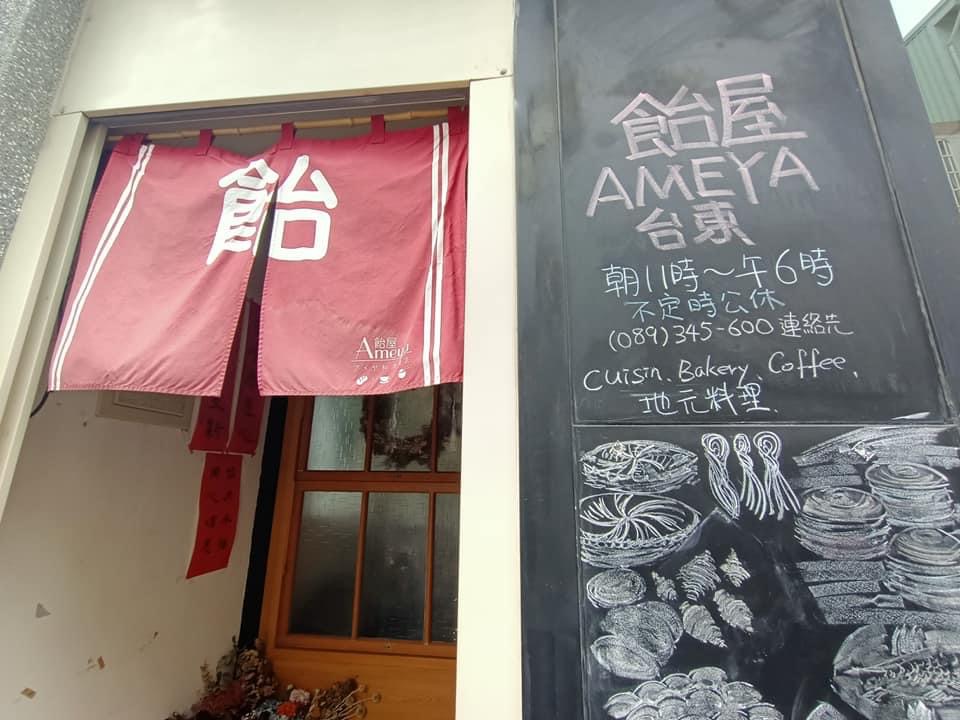 飴
飴屋
Ameya
飴屋
AMEYA
台東
朝11時～午6時
不定時公休
(089)345-600 連絡先
Cuisin、Bakery、Coffee、
地元料理、